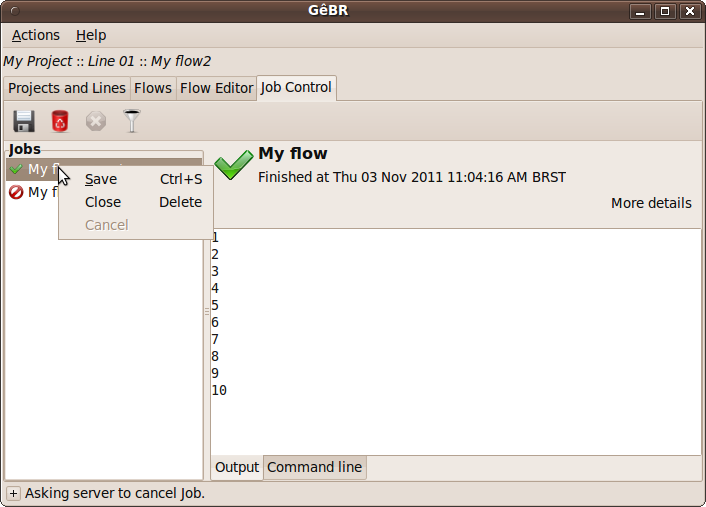 GêBR
Actions Help
My Project :: Line 01 :: My flow2
Projects and Lines Flows Flow Editor Job Control
Jobs
My
My
Save Ctrl+S
Close Delete
Cancel
My flow
Finished at Thu 03 Nov 2011 11:04:16 AM BRST
More details
1
2
3
4
5
6
7
8
9
10
Output Command line
Asking server to cancel Job.